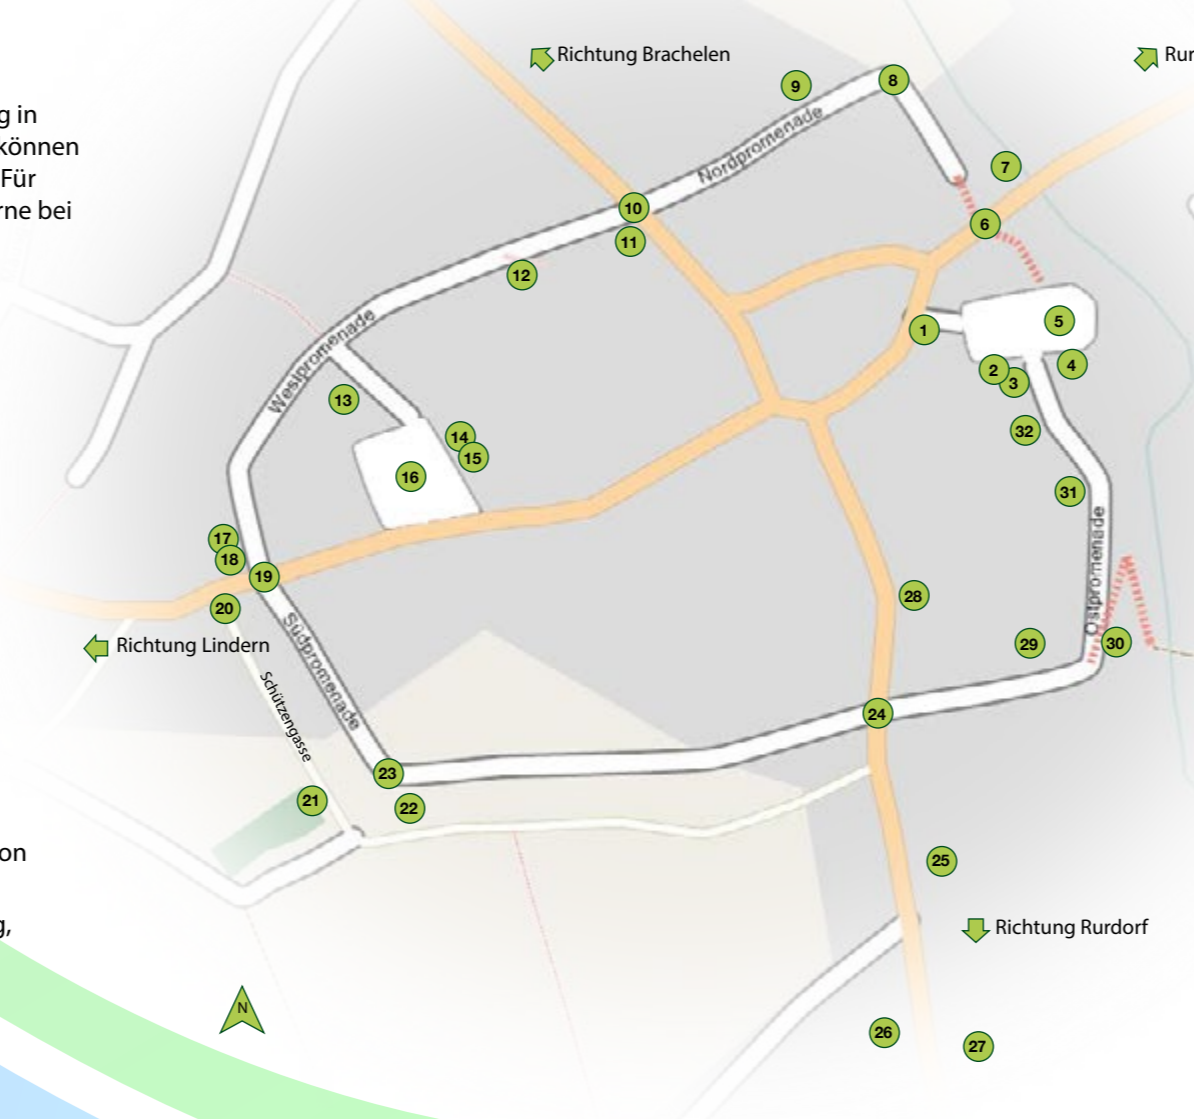 Richtung Brachelen
Rur
g in
können
Für
rne bei
9
8
Nordpromenade
7
10
6
11
12
1
5
Westpromenade
2
3
4
13
14
15
32
16
31
17
18
19
Ostpromenade
20
28
Richtung Lindern
29
30
Südpromenade
Schützengasse
24
23
21
22
on
25
g,
Richtung Rurdorf
N
26
27